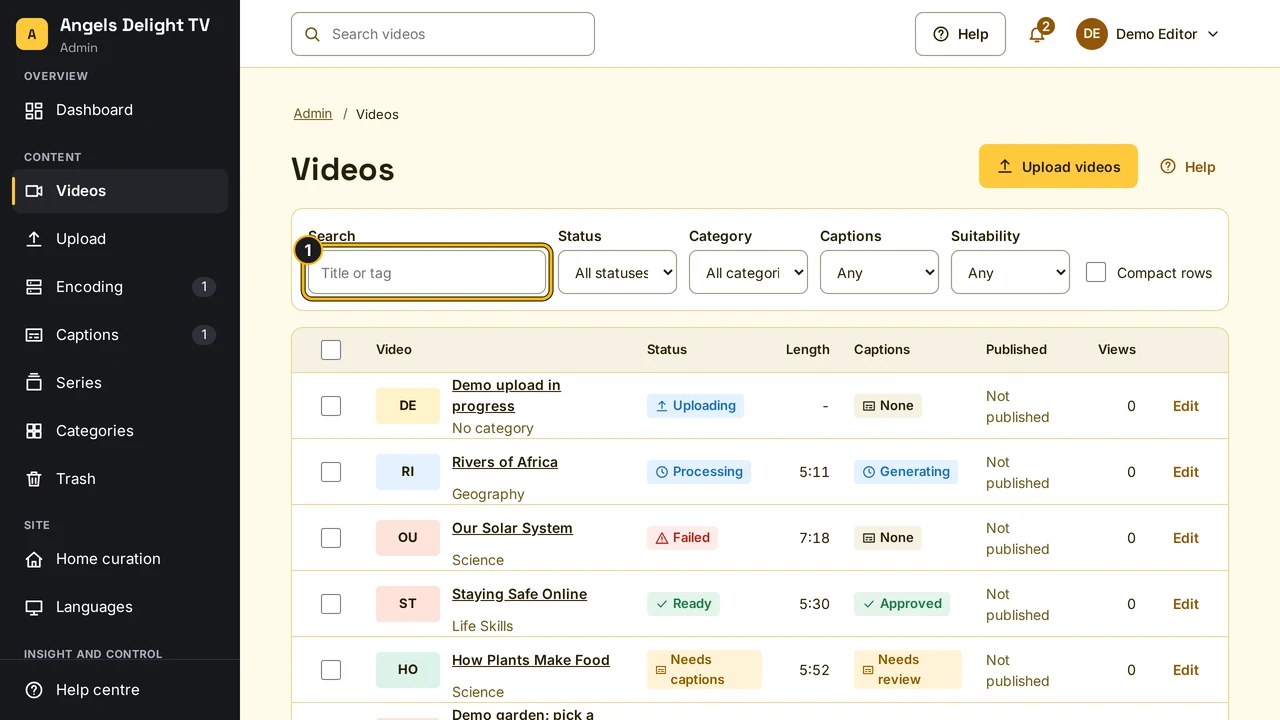 A
Angels Delight TV
Admin
OVERVIEW
Dashboard
CONTENT
Videos
Upload
Encoding 1
Captions 1
Series
Categories
Trash
SITE
Home curation
Languages
INSIGHT AND CONTROL
Help centre
Search videos
Help
2
DE Demo Editor
Admin / Videos
Videos
Upload videos
Help
Search Status Category Captions Suitability
1
Title or tag All statuses All categori Any Any Compact rows
Video Status Length Captions Published Views
DE Demo upload in progress
No category
Uploading - None Not published 0 Edit
RI Rivers of Africa
Geography
Processing 5:11 Generating Not published 0 Edit
OU Our Solar System
Science
Failed 7:18 None Not published 0 Edit
ST Staying Safe Online
Life Skills
Ready 5:30 Approved Not published 0 Edit
HO How Plants Make Food
Science
Needs captions 5:52 Needs review Not published 0 Edit
Demo garden: pick a